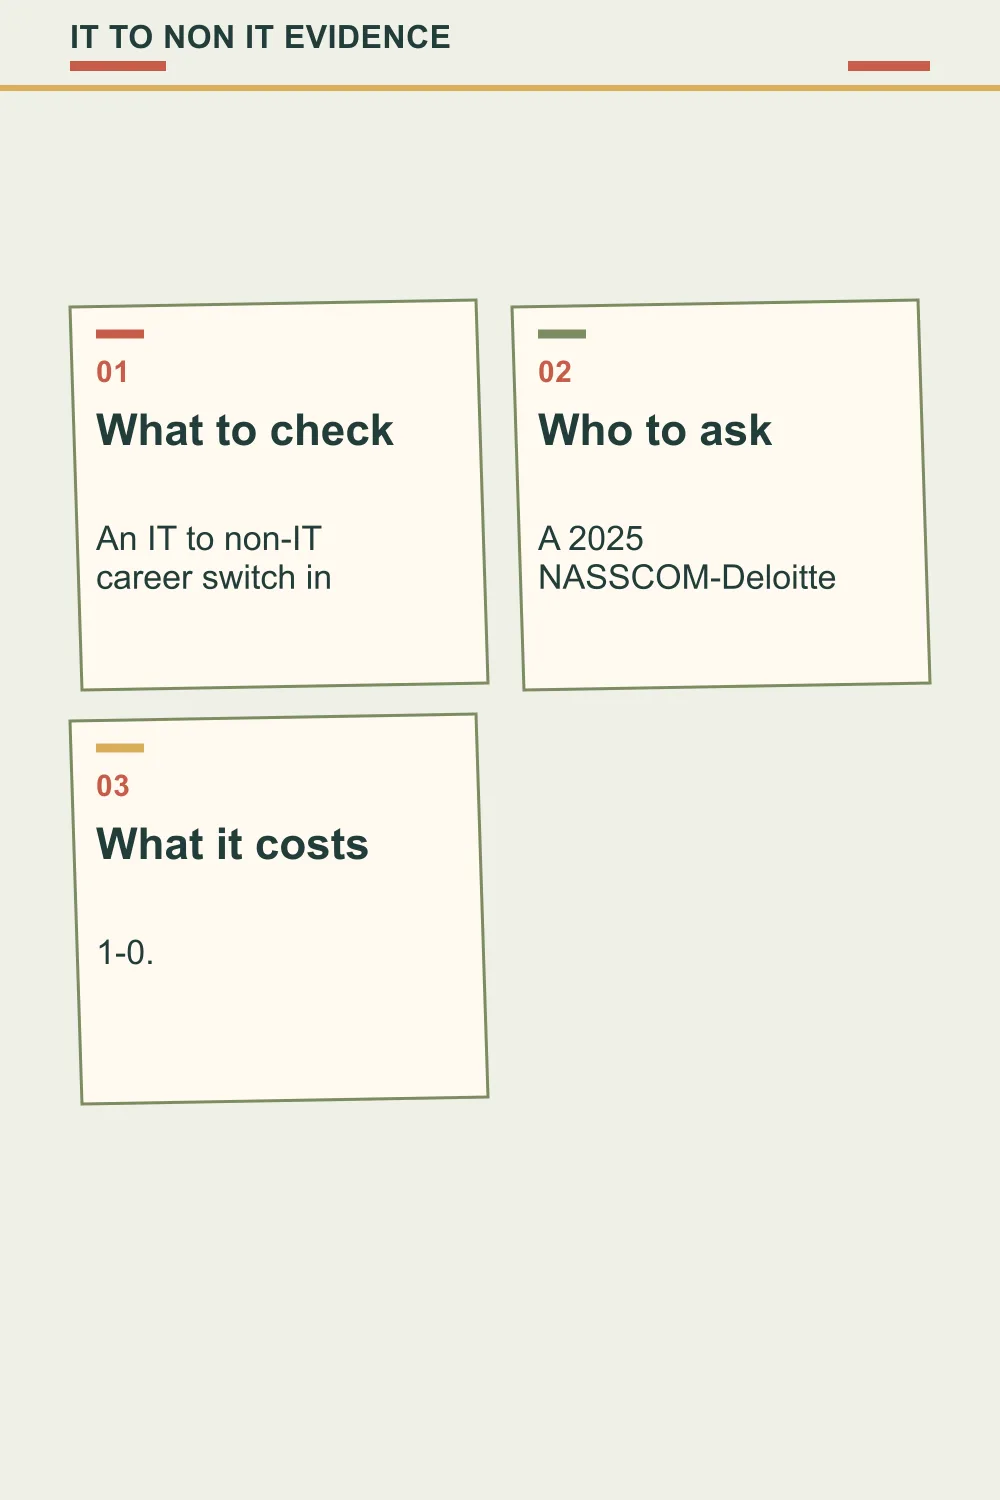 IT TO NON IT EVIDENCE
01
What to check
An IT to non-IT
career switch in
02
Who to ask
A 2025
NASSCOM-Deloitte
03
What it costs
1-0.